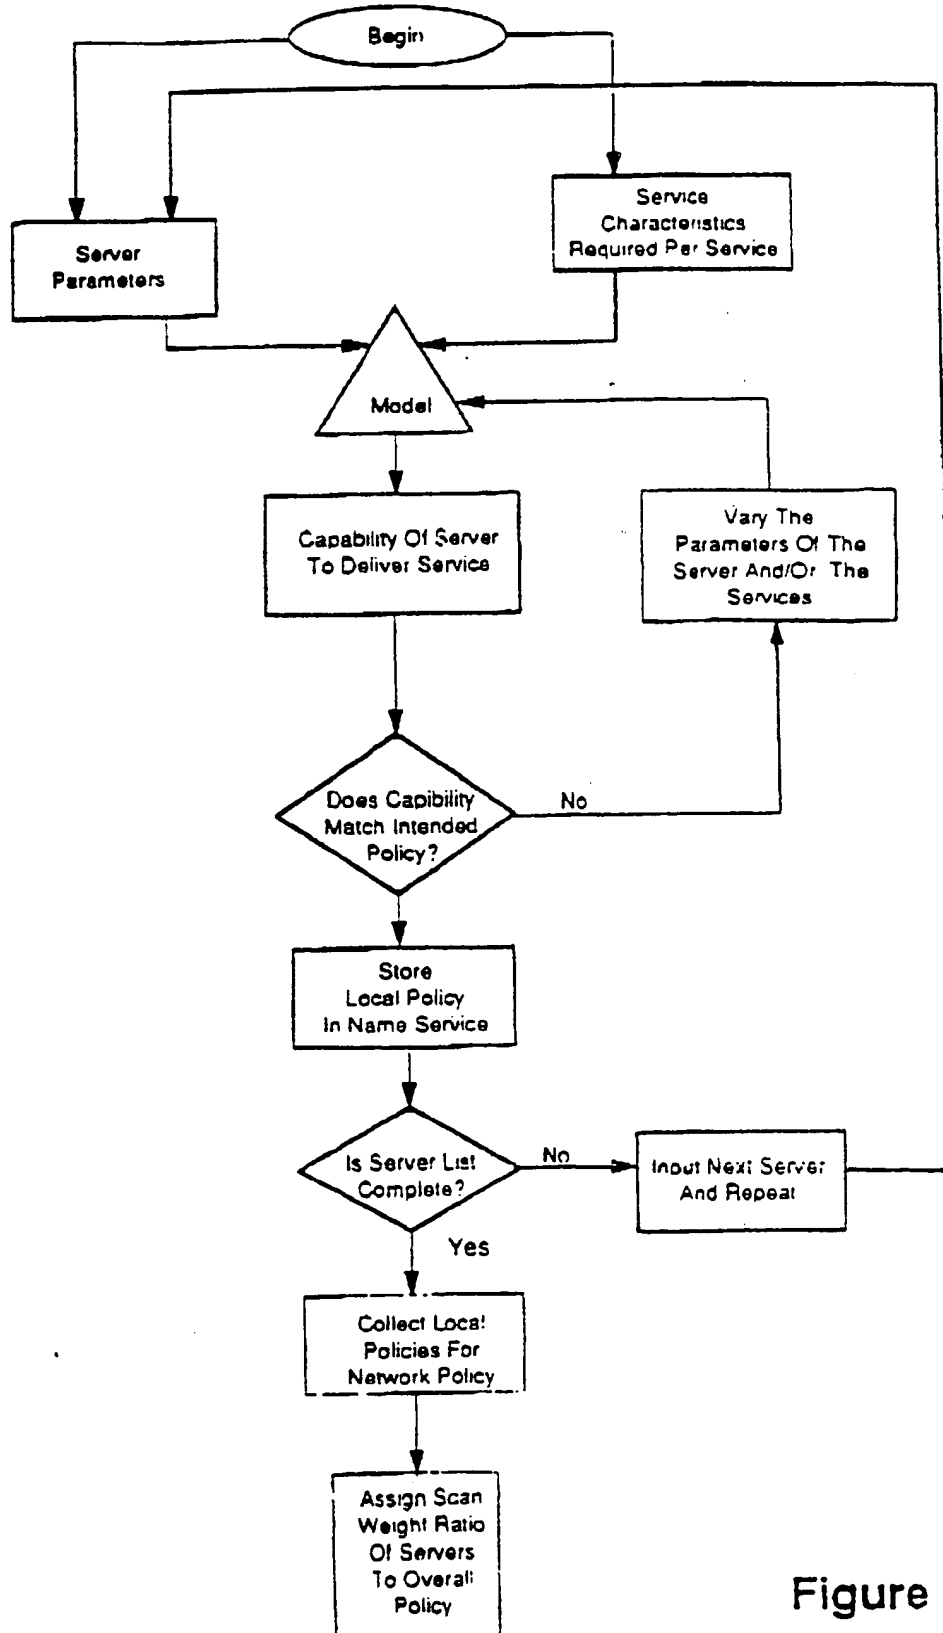 Begin
Service
Characteristics
Required Per Service
Server
Parameters
Model
Capability Of Server
To Deliver Service
Vary The
Parameters Of The
Server And/Or The
Services
Does Capibility
Match Intended
Policy?
No
Store
Local Policy
In Name Service
Is Server List
Complete?
No
Input Next Server
And Repeat
Yes
Collect Local
Policies For
Network Policy
Assign Scan
Weight Ratio
Of Servers
To Overall
Policy
Figure